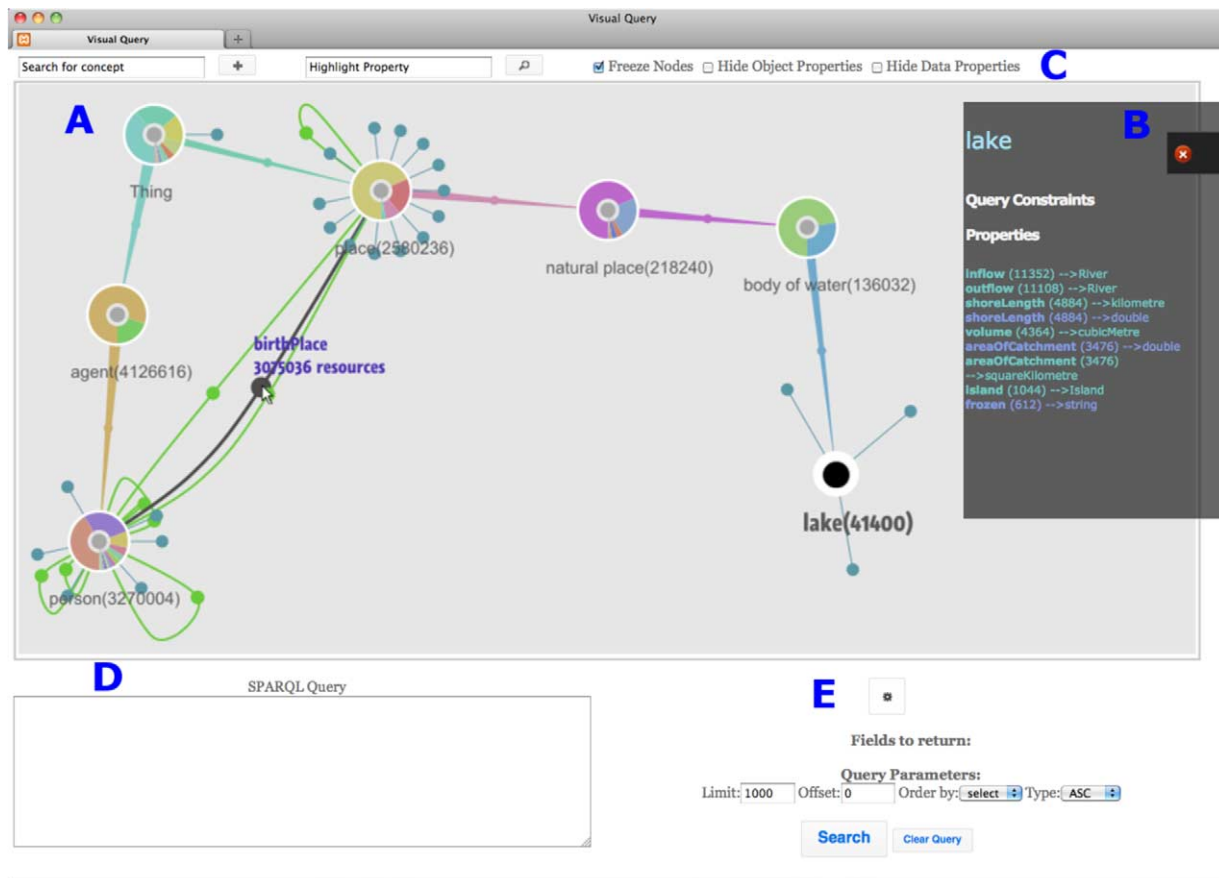 Visual Query
Visual Query
Search for concept
Highlight Property
Freeze Nodes
Hide Object Properties
Hide Data Properties
C
A
B
Thing
place(2580236)
natural place(218240)
body of water(136032)
agent(4126616)
birthPlace
3075036 resources
person(3270004)
lake(41400)
lake
Query Constraints
Properties
inflow (11352) -->River
outflow (11108) -->River
shoreLength (4884) -->kilometre
shoreLength (4884) -->double
volume (4364) -->cubicMetre
areaOfCatchment (3476) -->double
areaOfCatchment (3476)
-->squareKilometre
island (1044) -->Island
frozen (612) -->string
D
SPARQL Query
E
Fields to return:
Query Parameters:
Limit: 1000 Offset: 0 Order by: select Type: ASC
Search
Clear Query